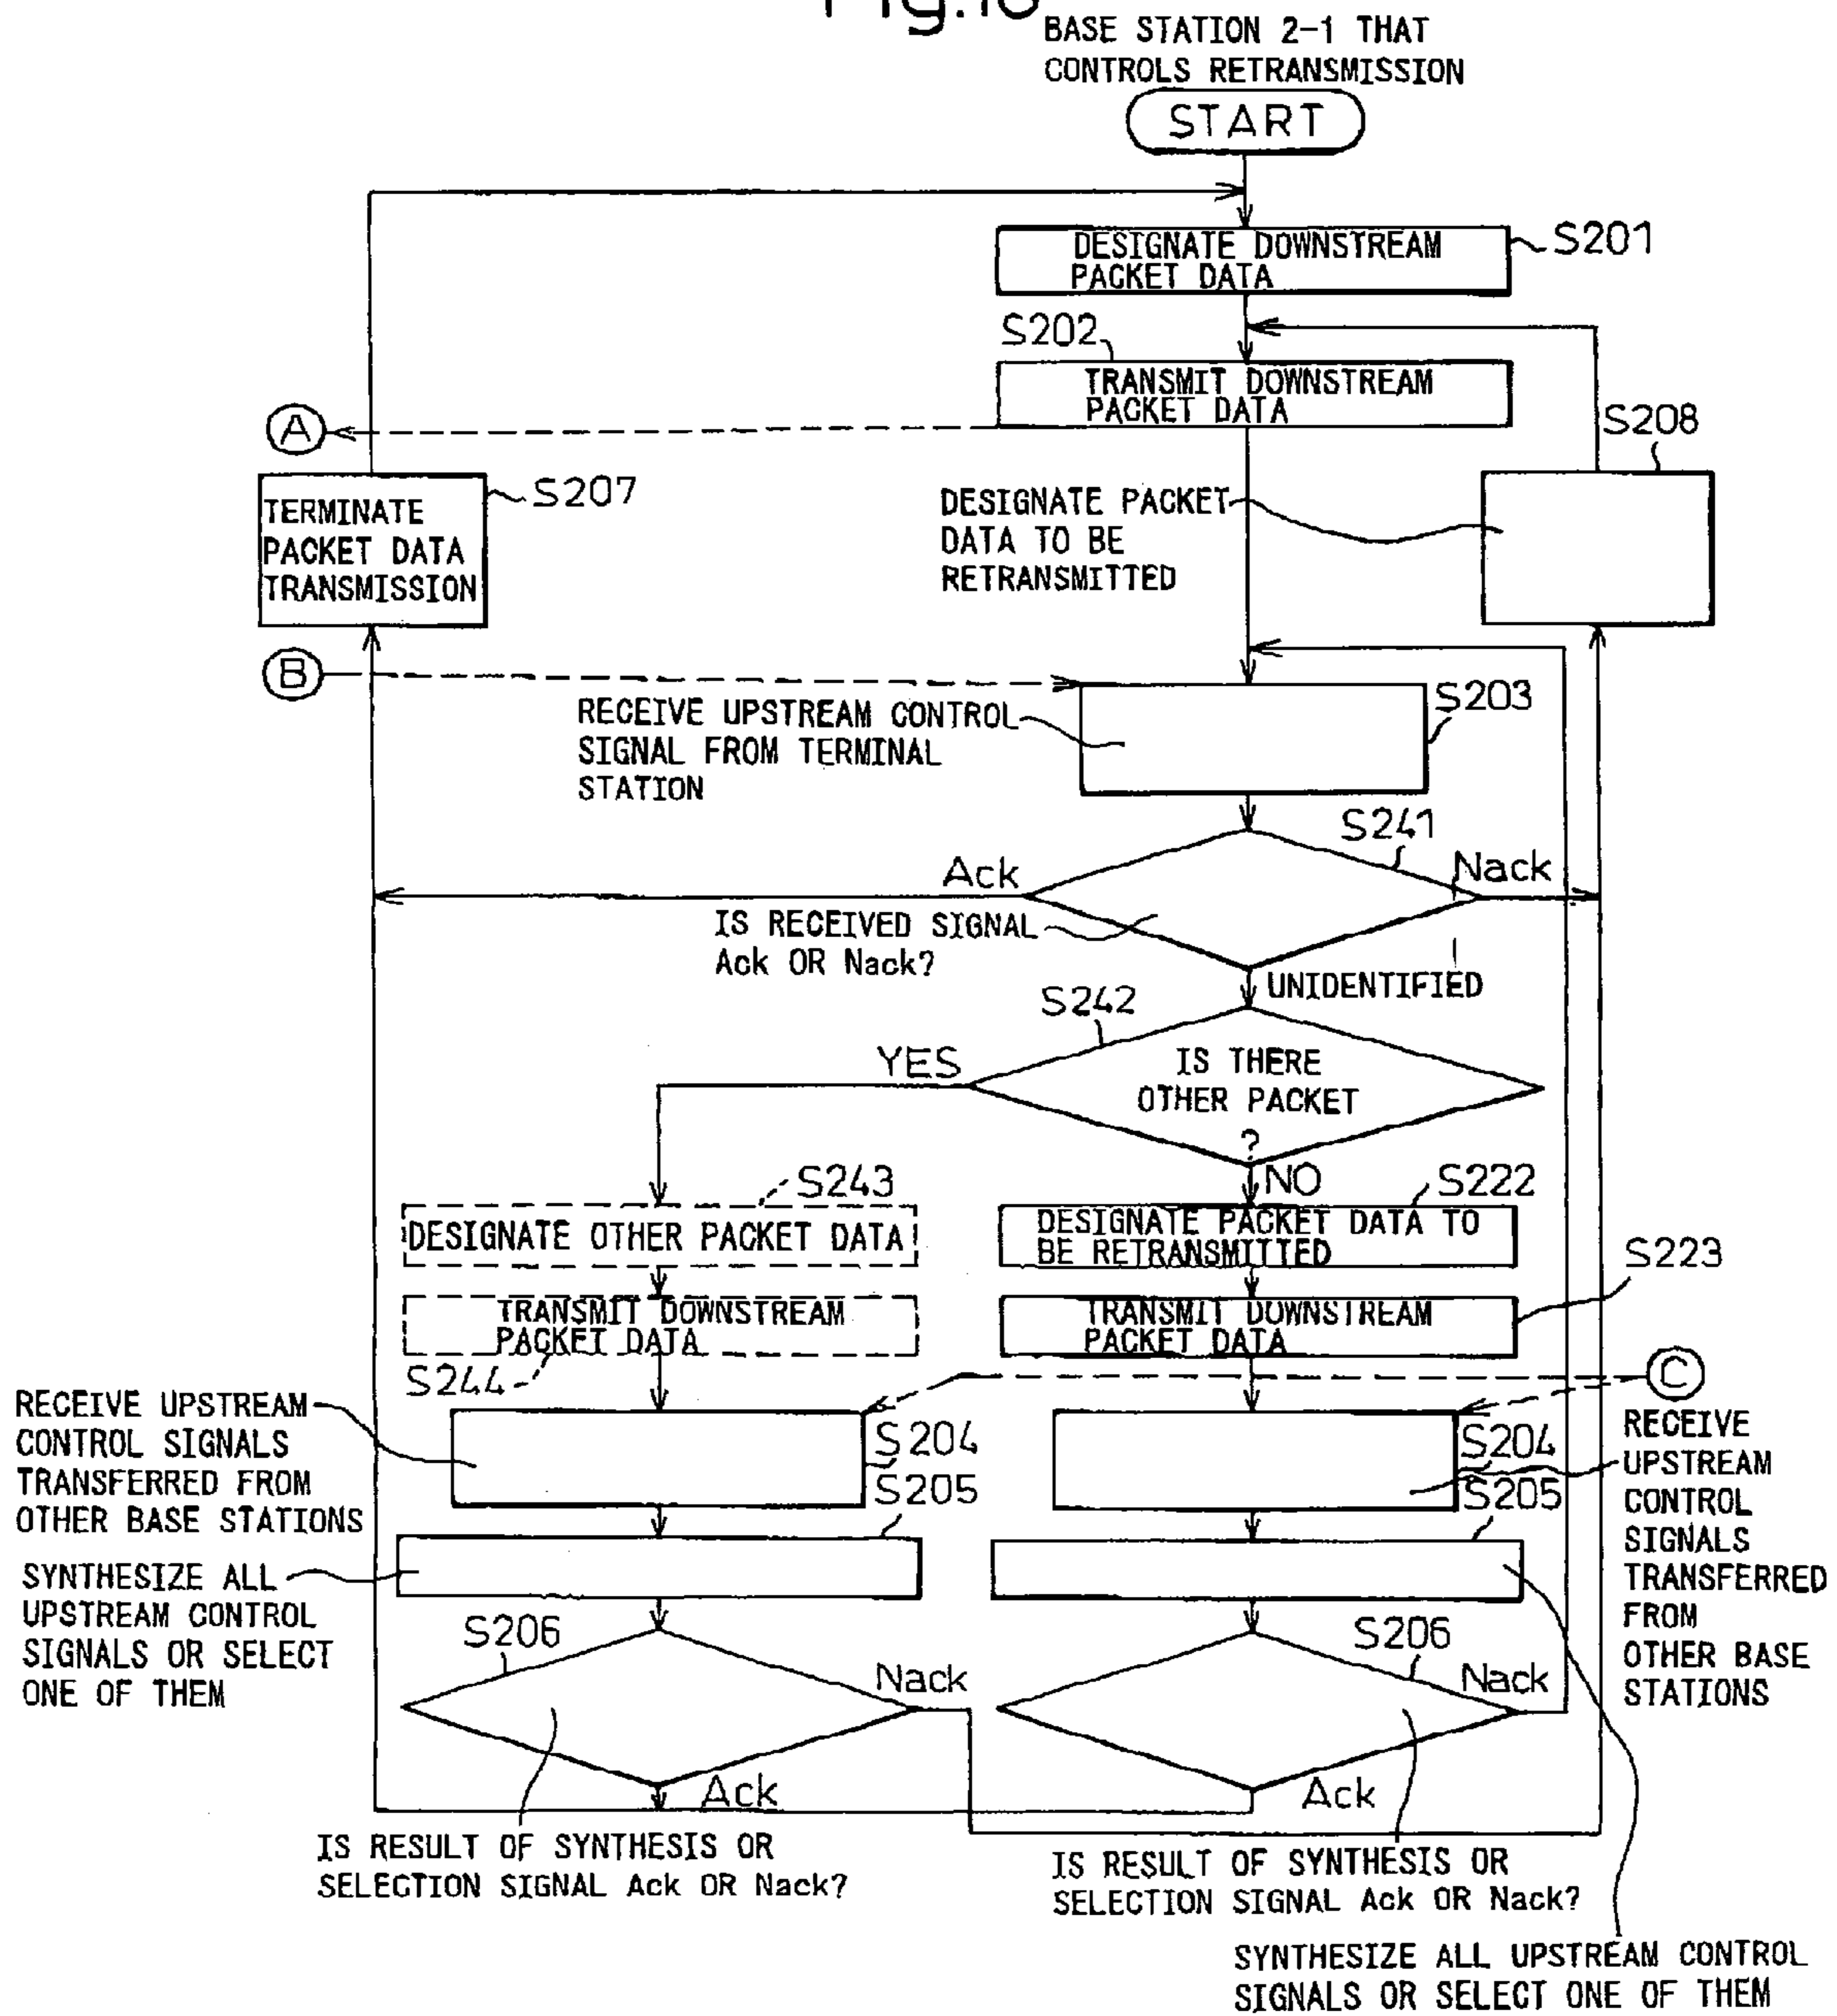 BASE STATION 2-1 THAT
CONTROLS RETRANSMISSION
START
DESIGNATE DOWNSTREAM
PACKET DATA
S201
S202
TRANSMIT DOWNSTREAM
PACKET DATA
A
S208
TERMINATE
PACKET DATA
TRANSMISSION
S207
DESIGNATE PACKET
DATA TO BE
RETRANSMITTED
B
RECEIVE UPSTREAM CONTROL
SIGNAL FROM TERMINAL
STATION
S203
S241
Ack
Nack
IS RECEIVED SIGNAL
Ack OR Nack?
UNIDENTIFIED
S242
YES
IS THERE
OTHER PACKET
?
NO
S243
S222
DESIGNATE OTHER PACKET DATA
DESIGNATE PACKET DATA TO
BE RETRANSMITTED
S223
TRANSMIT DOWNSTREAM
PACKET DATA
TRANSMIT DOWNSTREAM
PACKET DATA
S244
C
RECEIVE UPSTREAM
CONTROL SIGNALS
TRANSFERRED FROM
OTHER BASE STATIONS
S204
S205
S204
S205
RECEIVE
UPSTREAM
CONTROL
SIGNALS
TRANSFERRED
FROM
OTHER BASE
STATIONS
SYNTHESIZE ALL
UPSTREAM CONTROL
SIGNALS OR SELECT
ONE OF THEM
S206
Nack
S206
Nack
Ack
Ack
IS RESULT OF SYNTHESIS OR
SELECTION SIGNAL Ack OR Nack?
IS RESULT OF SYNTHESIS OR
SELECTION SIGNAL Ack OR Nack?
SYNTHESIZE ALL UPSTREAM CONTROL
SIGNALS OR SELECT ONE OF THEM